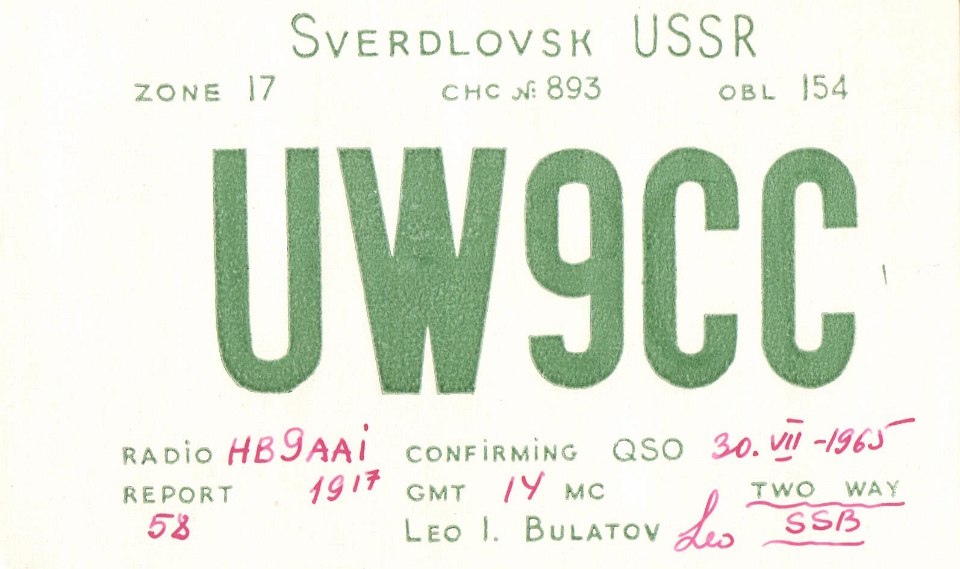 SVERDLOVSK USSR
ZONE 17 CHC № 893 OBL 154
UW9CC
RADIO HB9AAi CONFIRMING QSO 30. VII -1965
REPORT 1917 GMT 14 MC TWO WAY
58 LEO I. BULATOV Leo SSB